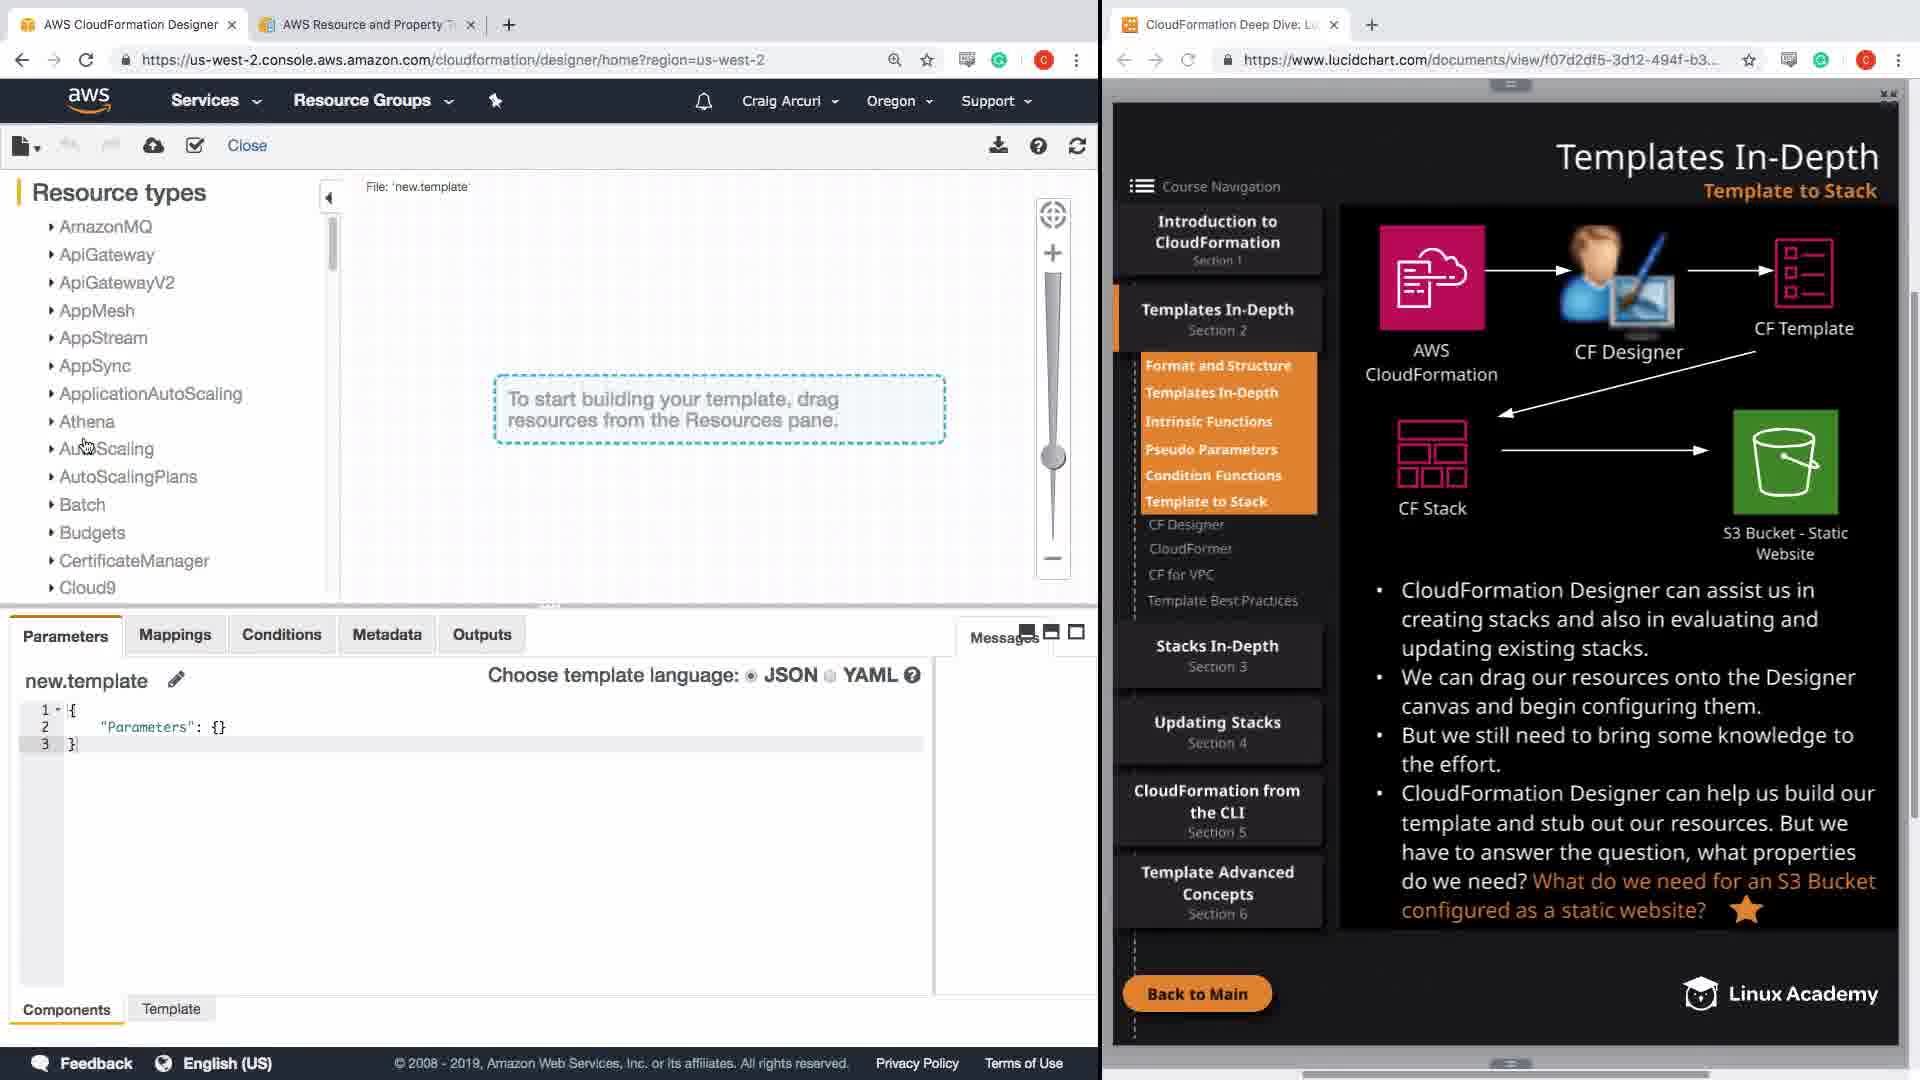 AWS CloudFormation Designer
AWS Resource and Property T
https://us-west-2.console.aws.amazon.com/cloudformation/designer/home?region=us-west-2
C
aws
Services
Resource Groups
Craig Arcuri
Oregon
Support
Close
Resource types
AmazonMQ
ApiGateway
ApiGatewayV2
AppMesh
AppStream
AppSync
ApplicationAutoScaling
Athena
AutoScaling
AutoScalingPlans
Batch
Budgets
CertificateManager
Cloud9
File: 'new.template'
To start building your template, drag
resources from the Resources pane.
Parameters
Mappings
Conditions
Metadata
Outputs
Messages
new.template
Choose template language:
JSON
YAML
1 {
2 "Parameters": {}
3 }
Components
Template
Feedback
English (US)
© 2008 - 2019, Amazon Web Services, Inc. or its affiliates. All rights reserved.
Privacy Policy
Terms of Use
CloudFormation Deep Dive: Lu
https://www.lucidchart.com/documents/view/f07d2df5-3d12-494f-b3...
C
Templates In-Depth
Template to Stack
Course Navigation
Introduction to
CloudFormation
Section 1
Templates In-Depth
Section 2
Format and Structure
Templates In-Depth
Intrinsic Functions
Pseudo Parameters
Condition Functions
Template to Stack
CF Designer
CloudFormer
CF for VPC
Template Best Practices
Stacks In-Depth
Section 3
Updating Stacks
Section 4
CloudFormation from
the CLI
Section 5
Template Advanced
Concepts
Section 6
Back to Main
AWS
CloudFormation
CF Designer
CF Template
CF Stack
S3 Bucket - Static
Website
• CloudFormation Designer can assist us in
creating stacks and also in evaluating and
updating existing stacks.
• We can drag our resources onto the Designer
canvas and begin configuring them.
• But we still need to bring some knowledge to
the effort.
• CloudFormation Designer can help us build our
template and stub out our resources. But we
have to answer the question, what properties
do we need? What do we need for an S3 Bucket
configured as a static website?
Linux Academy